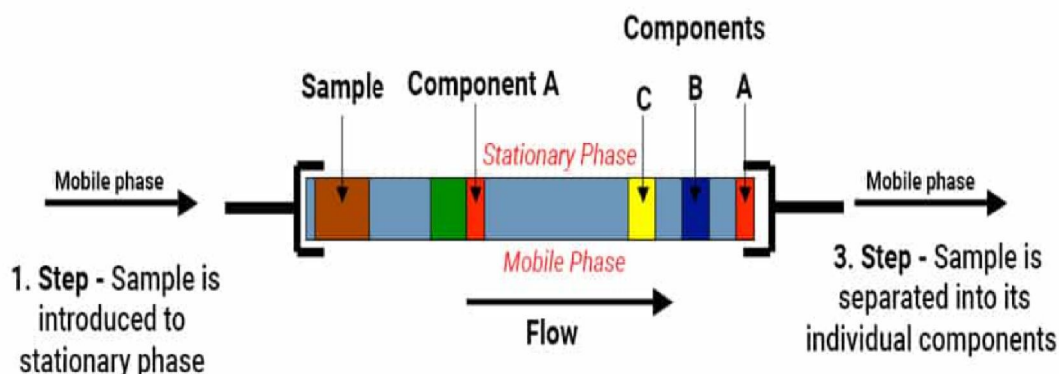 Components
Sample
Component A
C
B
A
Stationary Phase
Mobile phase
Mobile phase
Mobile Phase
1. Step - Sample is
introduced to
stationary phase
Flow
3. Step - Sample is
separated into its
individual components